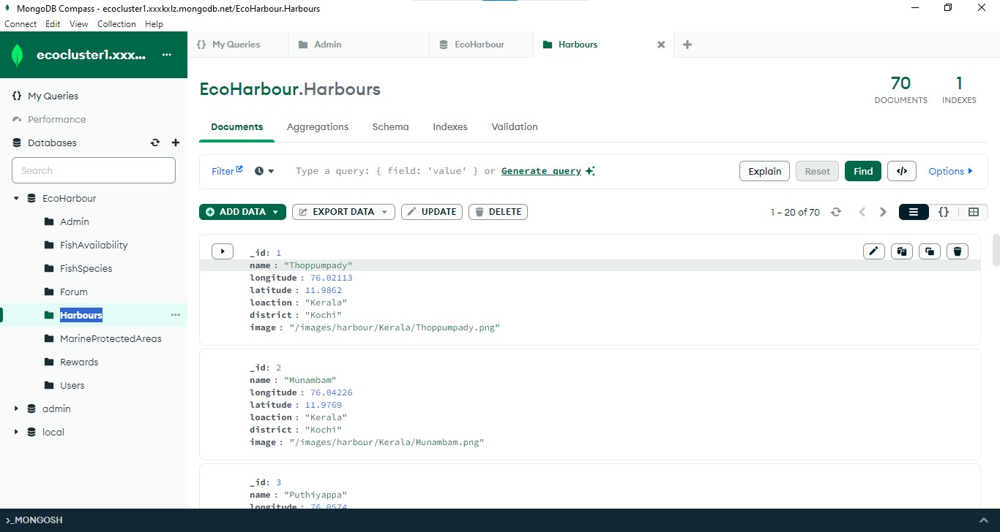 MongoDB Compass - ecocluster1.xxxkxlz.mongodb.net/EcoHarbour.Harbours
Connect Edit View Collection Help
ecocluster1.xxx... ...
{} My Queries
Performance
Databases
Search
EcoHarbour
Admin
FishAvailability
FishSpecies
Forum
Harbours ...
MarineProtectedAreas
Rewards
Users
admin
local
{} My Queries Admin EcoHarbour Harbours
EcoHarbour.Harbours
70 1
DOCUMENTS INDEXES
Documents Aggregations Schema Indexes Validation
Filter Type a query: { field: 'value' } or Generate query Explain Reset Find </> Options
ADD DATA EXPORT DATA UPDATE DELETE 1 – 20 of 70 {}
_id: 1
name : "Thoppumpady"
longitude : 76.02113
latitude : 11.9862
loaction : "Kerala"
district : "Kochi"
image : "/images/harbour/Kerala/Thoppumpady.png"
_id: 2
name : "Munambam"
longitude : 76.04226
latitude : 11.9769
loaction : "Kerala"
district : "Kochi"
image : "/images/harbour/Kerala/Munambam.png"
_id: 3
name : "Puthiyappa"
longitude : 76.0574
>_MONGOSH